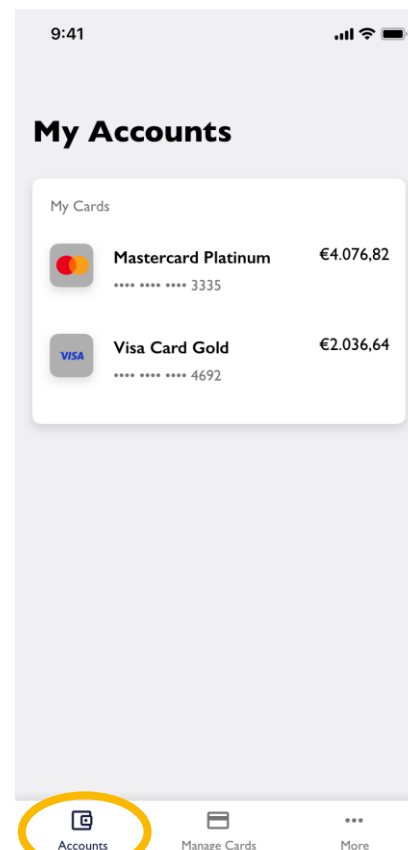 9:41
My Accounts
My Cards
Mastercard Platinum €4.076,82
•••• •••• •••• 3335
VISA
Visa Card Gold €2.036,64
•••• •••• •••• 4692
Accounts Manage Cards More